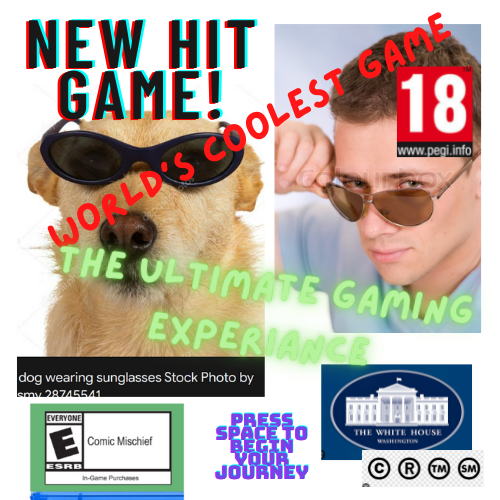 NEW HIT
GAME!
WORLD'S COOLEST GAME
18
www.pegi.info
THE ULTIMATE GAMING
EXPERIANCE
dog wearing sunglasses Stock Photo by
smy 28745541
EVERYONE
E
ESRB
Comic Mischief
In-Game Purchases
PRESS
SPACE TO
BEGIN
YOUR
JOURNEY
THE WHITE HOUSE
WASHINGTON
© ® TM SM